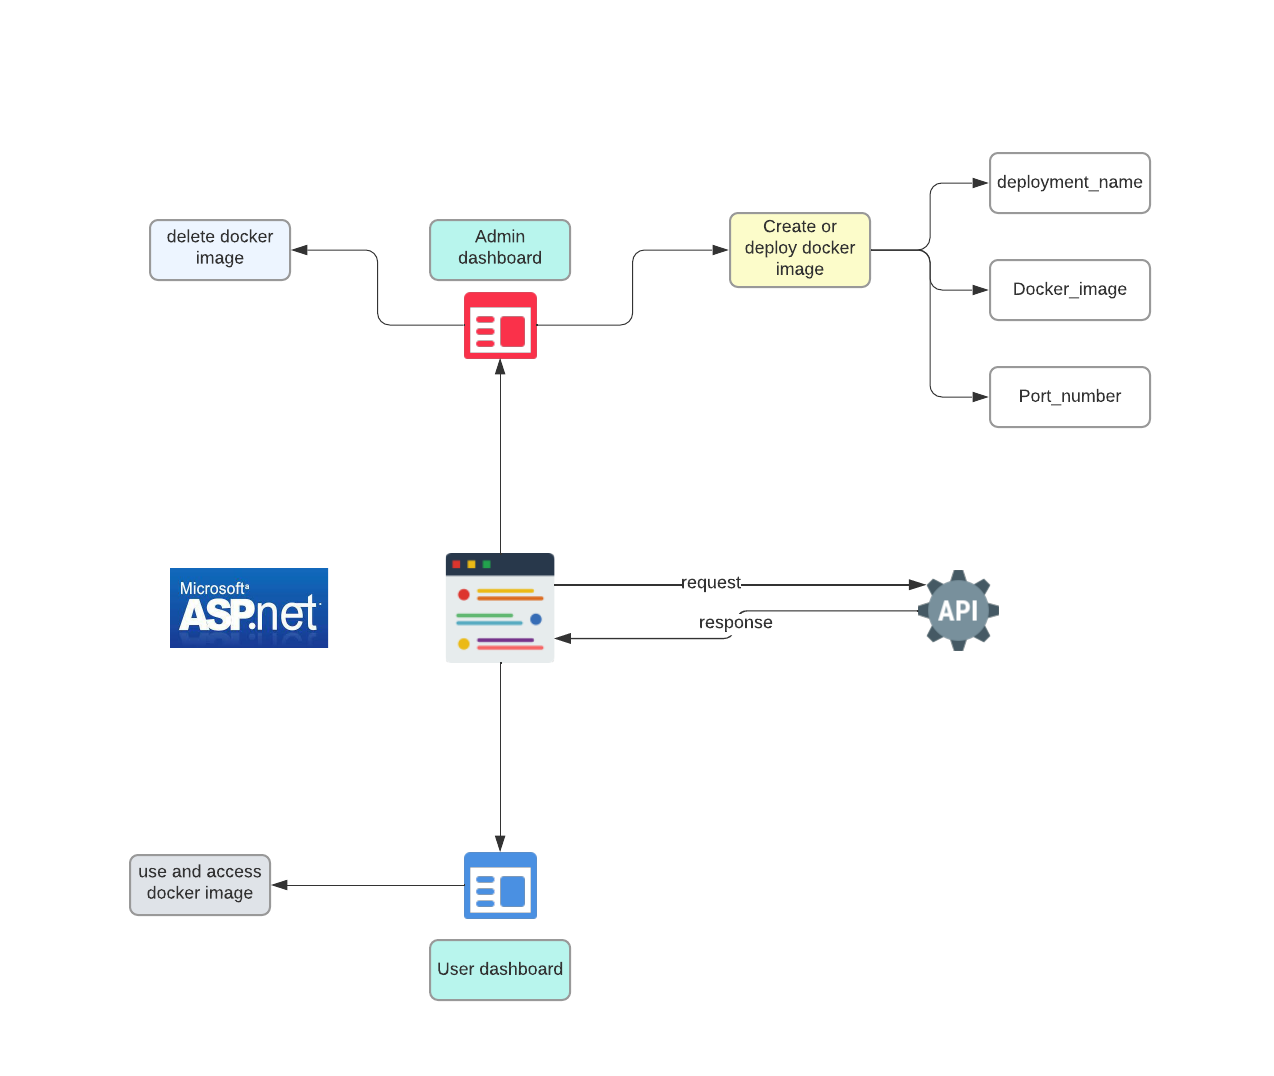 deployment_name
delete docker
image
Admin
dashboard
Create or
deploy docker
image
Docker_image
Port_number
Microsoft
ASP.net
request
response
API
use and access
docker image
User dashboard